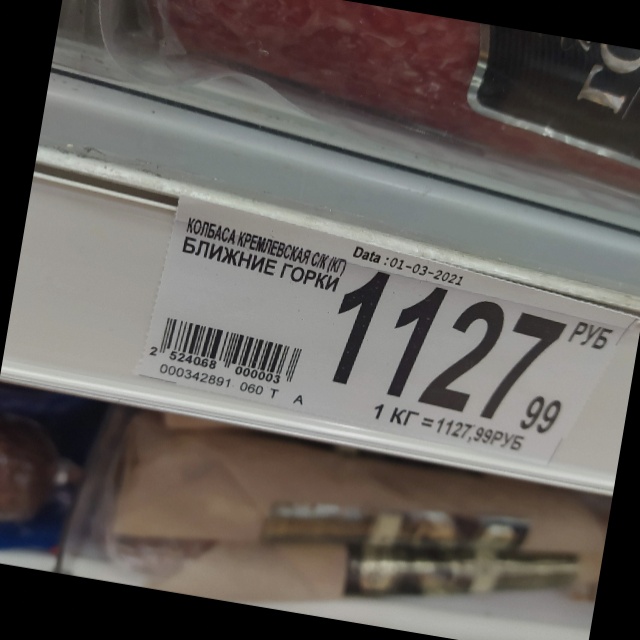 КОЛБАСА КРЕМЛЕВСКАЯ С/К (КГ)
БЛИЖНИЕ ГОРКИ
Data : 01-03-2021
1127 99 РУБ
1 КГ = 1127,99РУБ
2 524068 000003
000342891 060 Т А